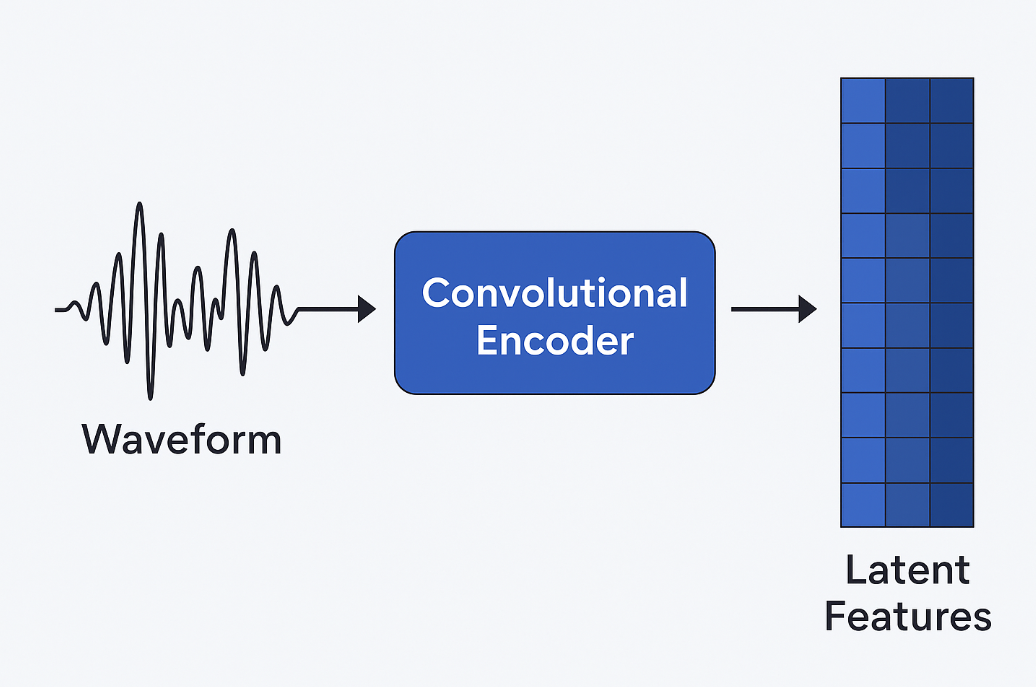 Waveform
Convolutional
Encoder
Latent
Features